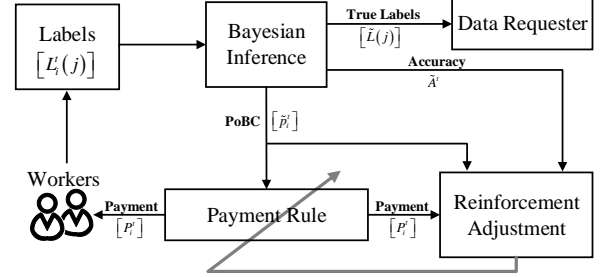 Labels
[L_i^t(j)]
Bayesian
Inference
True Labels
[L̃(j)]
Data Requester
Accuracy
Ã^t
PoBC [p̃_i^t]
Workers
Payment
[P_i^t]
Payment Rule
Payment
[P_i^t]
Reinforcement
Adjustment